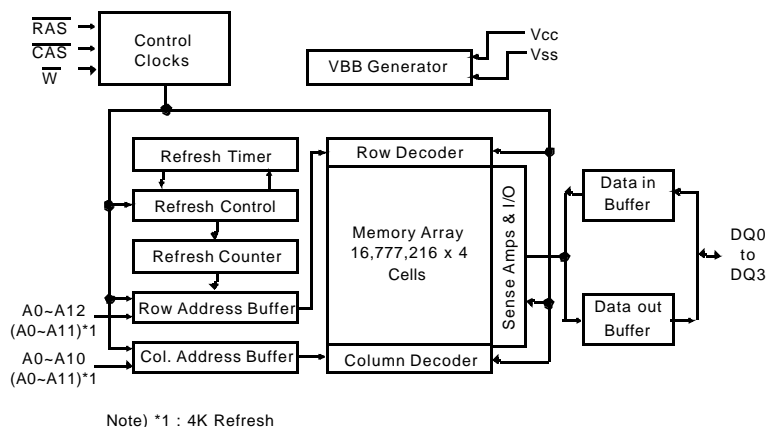 RAS
CAS
W
Control
Clocks
VBB Generator
Vcc
Vss
Refresh Timer
Refresh Control
Refresh Counter
Row Address Buffer
Col. Address Buffer
A0~A12
(A0~A11)*1
A0~A10
(A0~A11)*1
Row Decoder
Memory Array
16,777,216 x 4
Cells
Column Decoder
Sense Amps & I/O
Data in
Buffer
Data out
Buffer
DQ0
to
DQ3
Note) *1 : 4K Refresh